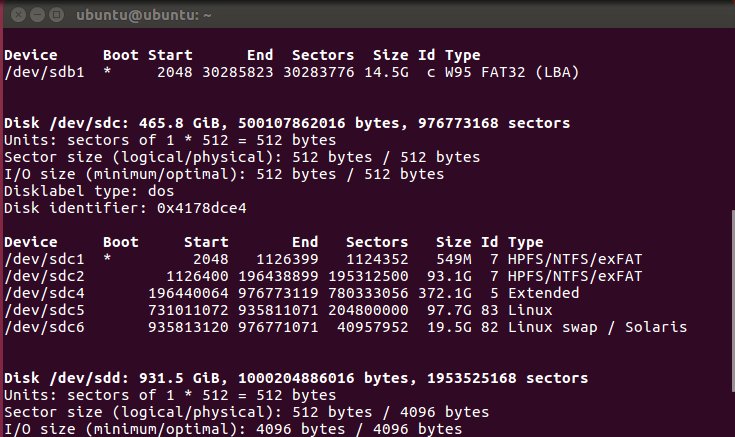 ubuntu@ubuntu: ~
Device     Boot Start      End  Sectors  Size Id Type
/dev/sdb1  *     2048 30285823 30283776 14.5G  c W95 FAT32 (LBA)
Disk /dev/sdc: 465.8 GiB, 500107862016 bytes, 976773168 sectors
Units: sectors of 1 * 512 = 512 bytes
Sector size (logical/physical): 512 bytes / 512 bytes
I/O size (minimum/optimal): 512 bytes / 512 bytes
Disklabel type: dos
Disk identifier: 0x4178dce4
Device     Boot     Start       End   Sectors   Size Id Type
/dev/sdc1  *         2048   1126399   1124352   549M  7 HPFS/NTFS/exFAT
/dev/sdc2         1126400 196438899 195312500  93.1G  7 HPFS/NTFS/exFAT
/dev/sdc4       196440064 976773119 780333056 372.1G  5 Extended
/dev/sdc5       731011072 935811071 204800000  97.7G 83 Linux
/dev/sdc6       935813120 976771071  40957952  19.5G 82 Linux swap / Solaris
Disk /dev/sdd: 931.5 GiB, 1000204886016 bytes, 1953525168 sectors
Units: sectors of 1 * 512 = 512 bytes
Sector size (logical/physical): 512 bytes / 4096 bytes
I/O size (minimum/optimal): 4096 bytes / 4096 bytes